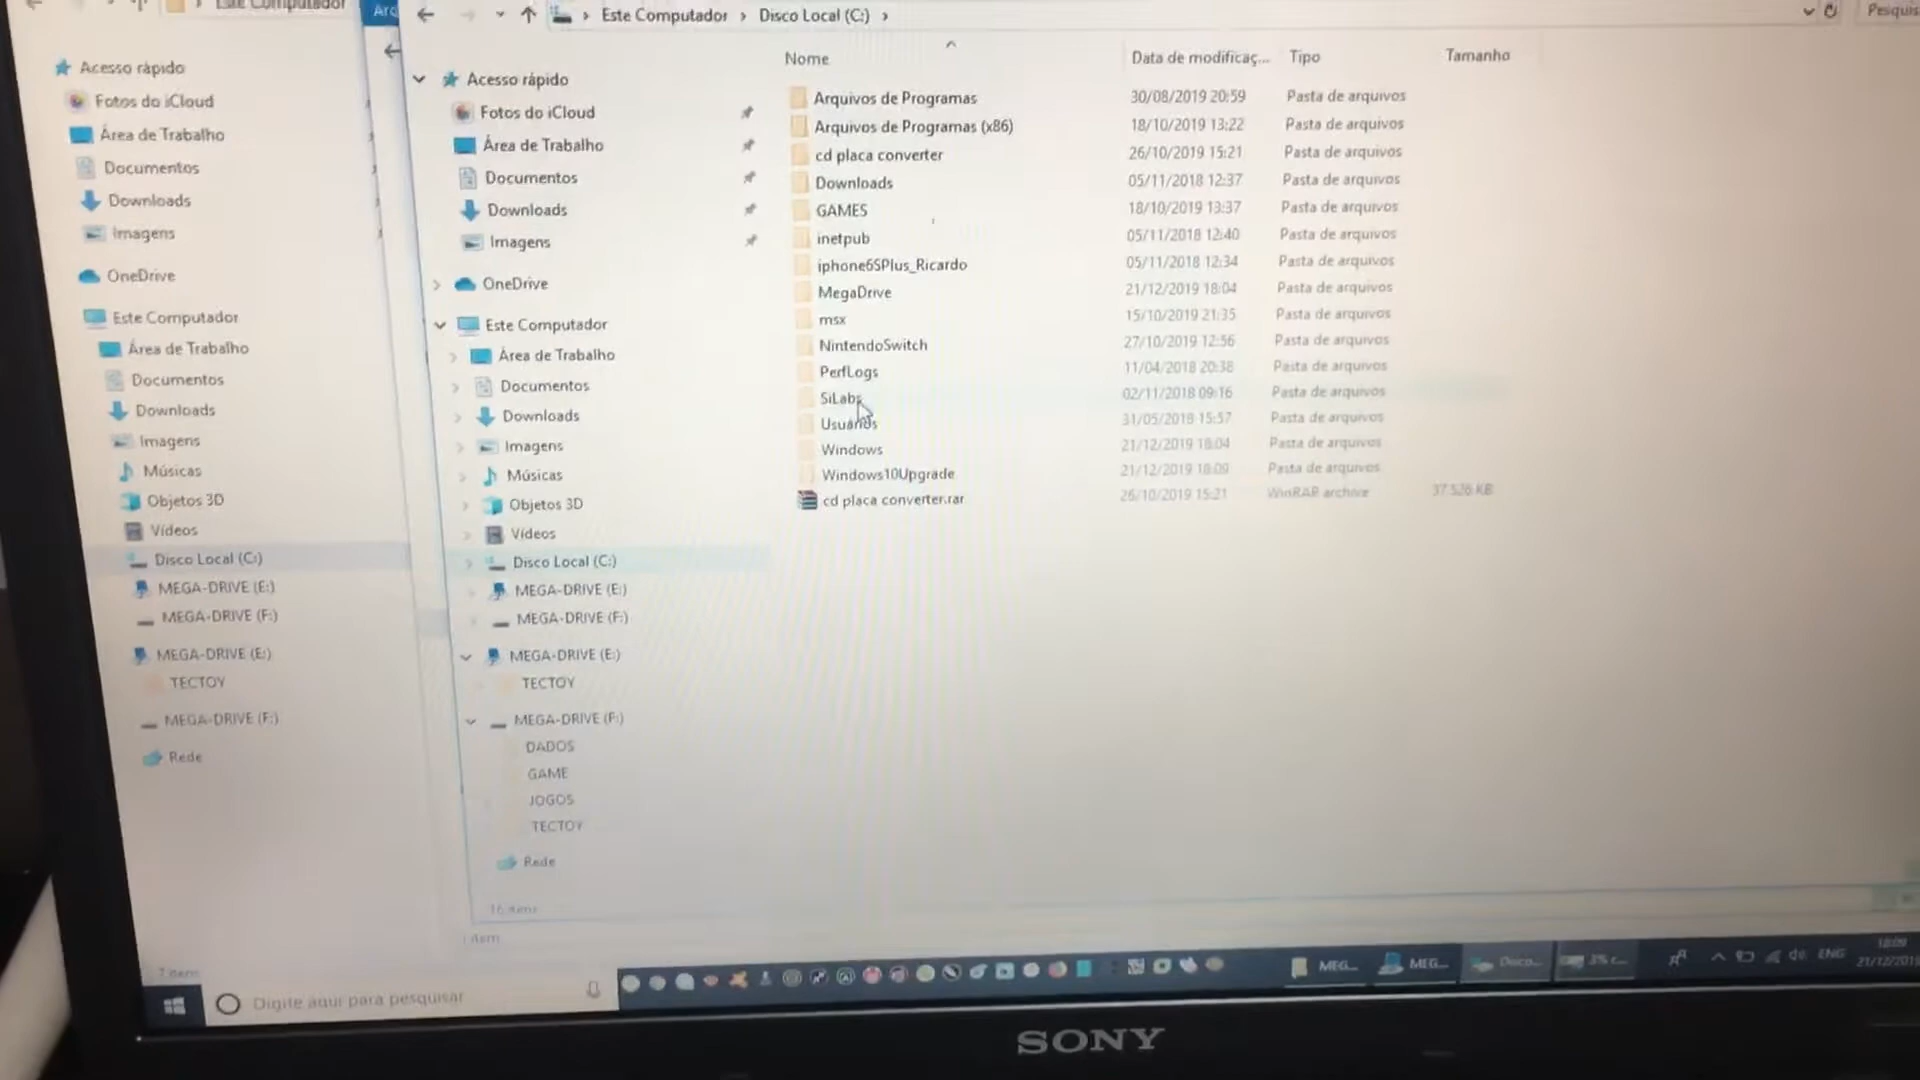 Este Computador
Arq
Acesso rápido
Fotos do iCloud
Área de Trabalho
Documentos
Downloads
Imagens
OneDrive
Este Computador
Área de Trabalho
Documentos
Downloads
Imagens
Músicas
Objetos 3D
Vídeos
Disco Local (C:)
MEGA-DRIVE (E:)
MEGA-DRIVE (F:)
MEGA-DRIVE (E:)
TECTOY
MEGA-DRIVE (F:)
Rede
7 itens
Este Computador > Disco Local (C:) >
Pesquis
Acesso rápido
Fotos do iCloud
Área de Trabalho
Documentos
Downloads
Imagens
OneDrive
Este Computador
Área de Trabalho
Documentos
Downloads
Imagens
Músicas
Objetos 3D
Vídeos
Disco Local (C:)
MEGA-DRIVE (E:)
MEGA-DRIVE (F:)
MEGA-DRIVE (E:)
TECTOY
MEGA-DRIVE (F:)
DADOS
GAME
JOGOS
TECTOY
Rede
16 itens
1 item
Nome Data de modificaç... Tipo Tamanho
Arquivos de Programas 30/08/2019 20:59 Pasta de arquivos
Arquivos de Programas (x86) 18/10/2019 13:22 Pasta de arquivos
cd placa converter 26/10/2019 15:21 Pasta de arquivos
Downloads 05/11/2018 12:37 Pasta de arquivos
GAMES 18/10/2019 13:37 Pasta de arquivos
inetpub 05/11/2018 12:40 Pasta de arquivos
iphone6SPlus_Ricardo 05/11/2018 12:34 Pasta de arquivos
MegaDrive 21/12/2019 18:04 Pasta de arquivos
msx 15/10/2019 21:35 Pasta de arquivos
NintendoSwitch 27/10/2019 12:56 Pasta de arquivos
PerfLogs 11/04/2018 20:38 Pasta de arquivos
SiLabs 02/11/2018 09:16 Pasta de arquivos
Usuários 31/05/2018 15:57 Pasta de arquivos
Windows 21/12/2019 18:04 Pasta de arquivos
Windows10Upgrade 21/12/2019 18:09 Pasta de arquivos
cd placa converter.rar 26/10/2019 15:21 WinRAR archive 37.526 KB
Digite aqui para pesquisar
MEG...
MEG...
Disco...
3% c...
ENG
18:09
21/12/2019
SONY